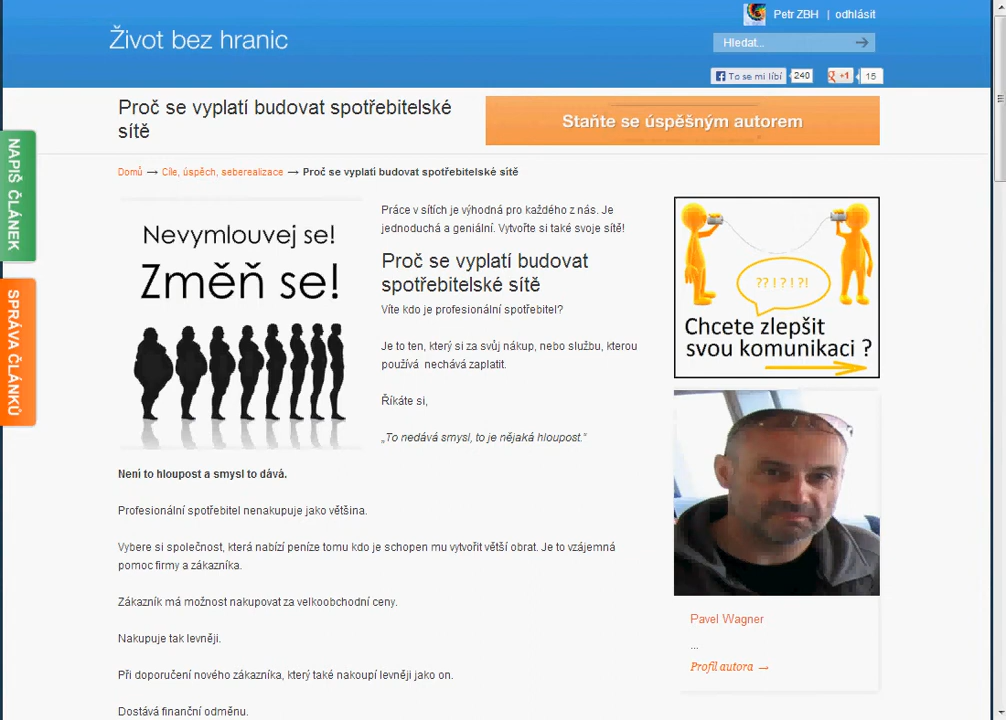 Petr ZBH | odhlásit
Život bez hranic
Hledat...
To se mi líbí 240 +1 15
Proč se vyplatí budovat spotřebitelské
sítě
Staňte se úspěšným autorem
NAPIŠ ČLÁNEK
SPRÁVA ČLÁNKŮ
Domů → Cíle, úspěch, seberealizace → Proč se vyplatí budovat spotřebitelské sítě
Nevymlouvej se!
Změň se!
Práce v sítích je výhodná pro každého z nás. Je
jednoduchá a geniální. Vytvořte si také svoje sítě!
Proč se vyplatí budovat
spotřebitelské sítě
Víte kdo je profesionální spotřebitel?
Je to ten, který si za svůj nákup, nebo službu, kterou
používá nechává zaplatit.
Říkáte si,
„To nedává smysl, to je nějaká hloupost."
Není to hloupost a smysl to dává.
Profesionální spotřebitel nenakupuje jako většina.
Vybere si společnost, která nabízí peníze tomu kdo je schopen mu vytvořit větší obrat. Je to vzájemná
pomoc firmy a zákazníka.
Zákazník má možnost nakupovat za velkoobchodní ceny.
Nakupuje tak levněji.
Při doporučení nového zákazníka, který také nakoupí levněji jako on.
Dostává finanční odměnu.
?? ! ? ! ?!
Chcete zlepšit
svou komunikaci ?
Pavel Wagner
...
Profil autora →